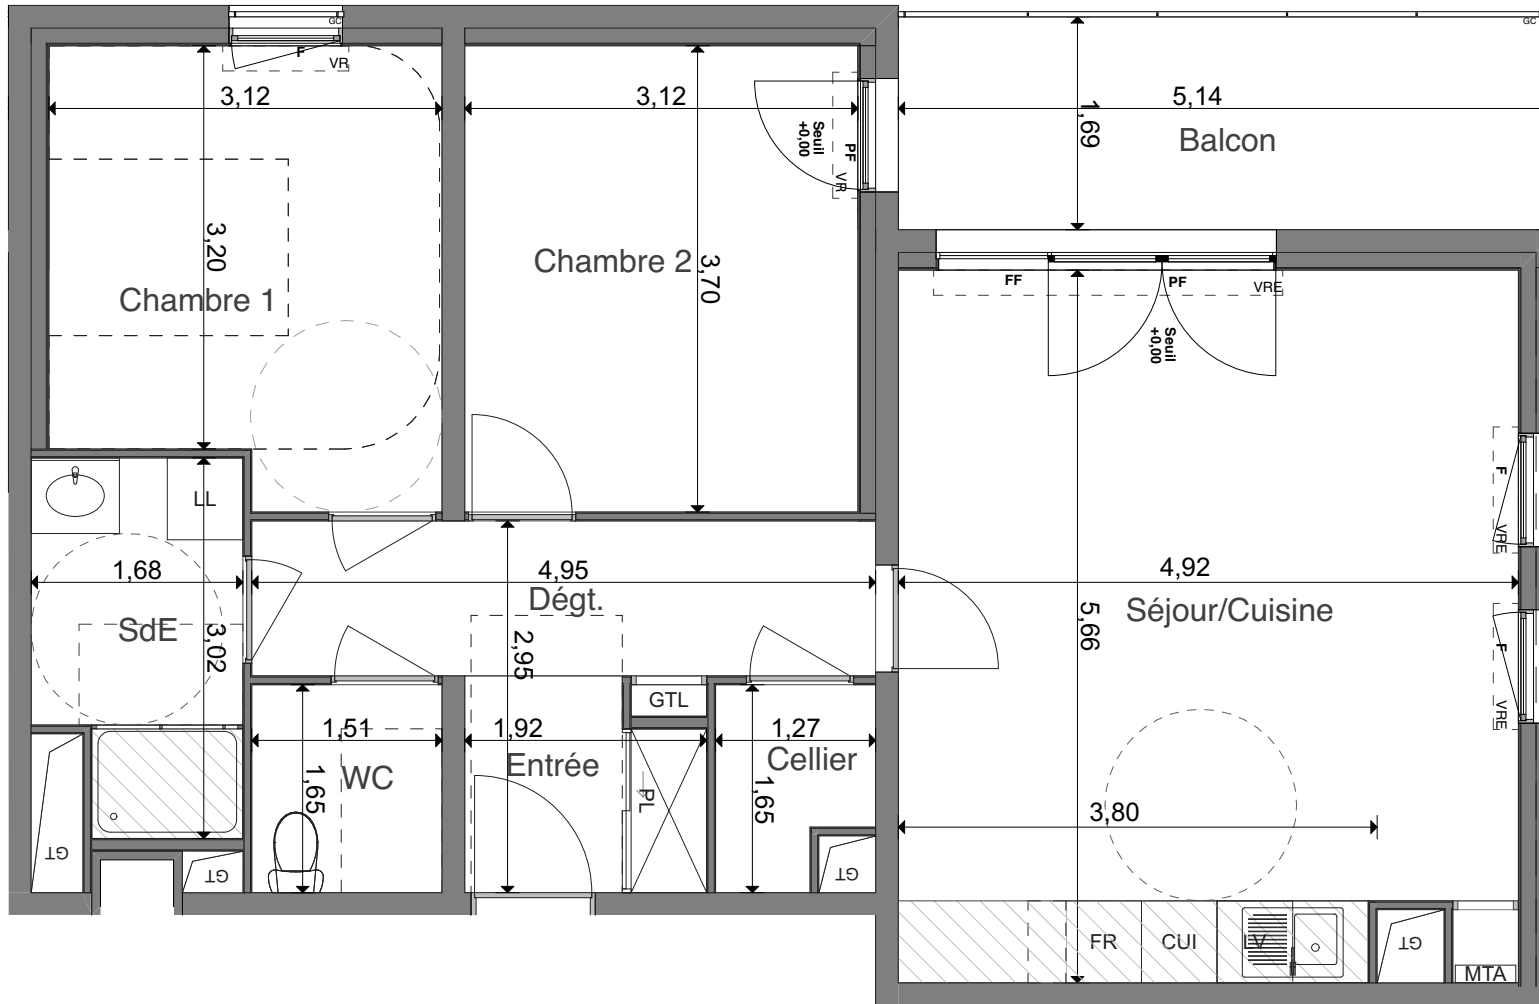 GC
GC
F
VR
3,12
3,12
5,14
1,69
Balcon
Seuil
+0,00
PF
VR
3,20
Chambre 1
Chambre 2
3,70
FF
PF
VRE
Seuil
+0,00
LL
F
VRE
1,68
4,95
Dégt.
4,92
Séjour/Cuisine
5,66
SdE
3,02
2,95
F
VRE
GTL
1,51
1,92
1,27
WC
1,65
Entrée
PL
Cellier
1,65
3,80
GT
GT
GT
FR
CUI
LV
GT
MTA